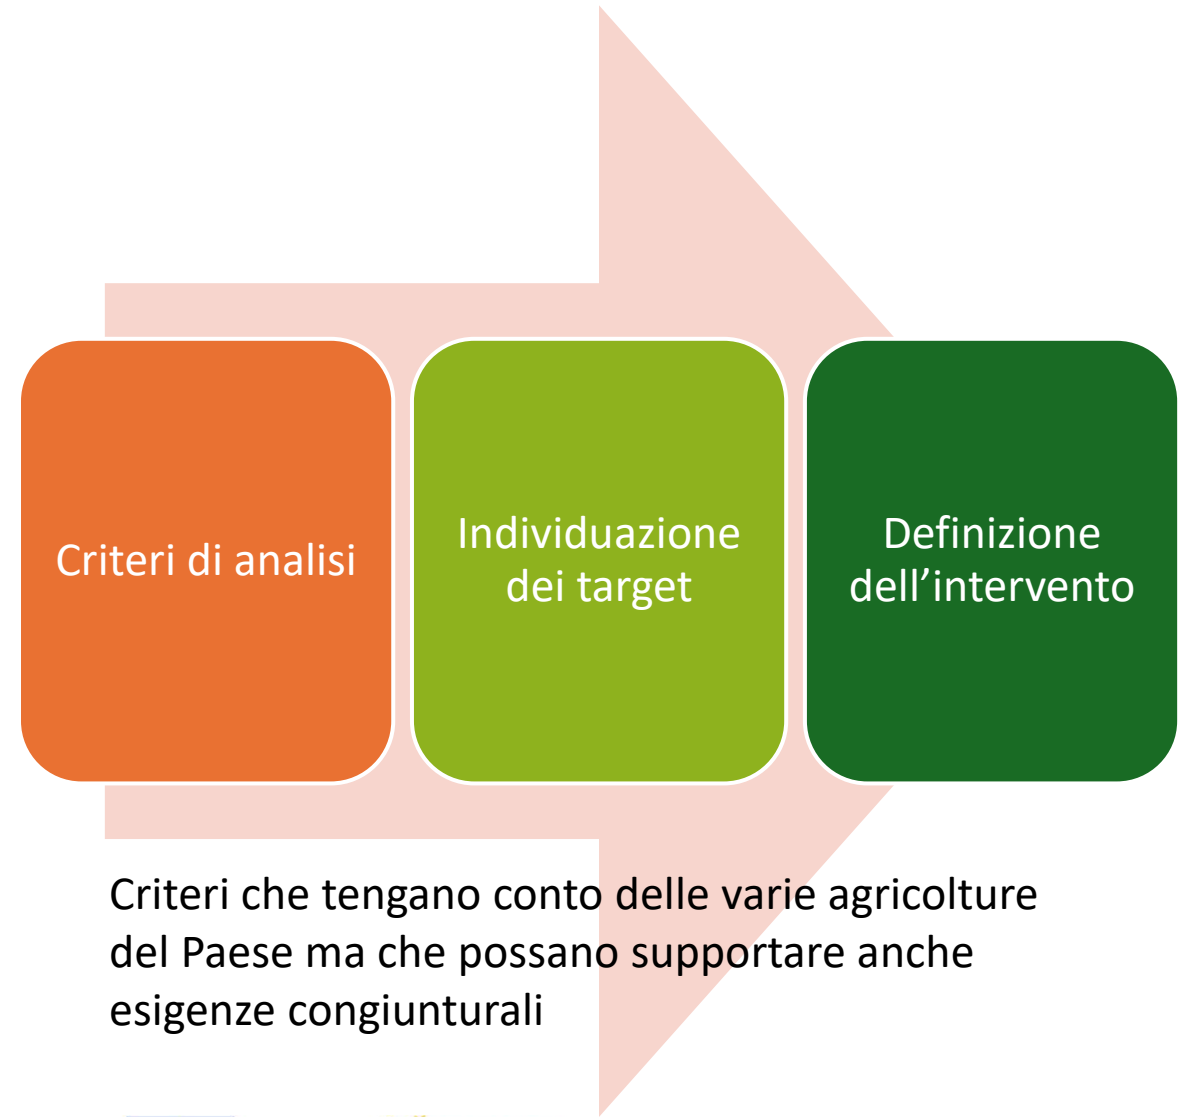 Criteri di analisi
Individuazione
dei target
Definizione
dell’intervento
Criteri che tengano conto delle varie agricolture
del Paese ma che possano supportare anche
esigenze congiunturali